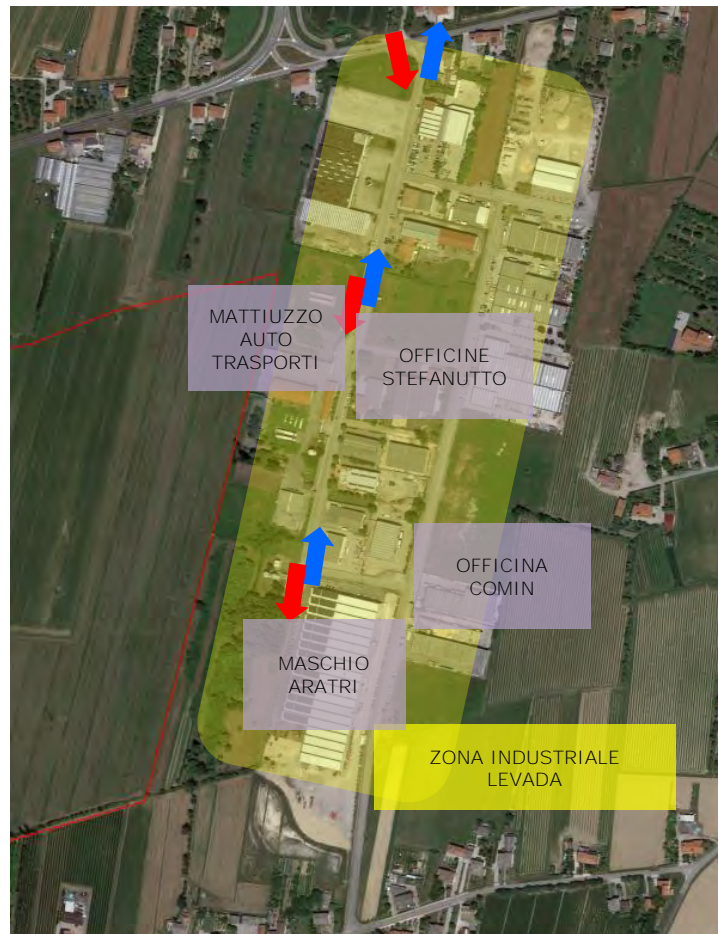 MATTIUZZO
AUTO
TRASPORTI
OFFICINE
STEFANUTTO
OFFICINA
COMIN
MASCHIO
ARATRI
ZONA INDUSTRIALE
LEVADA